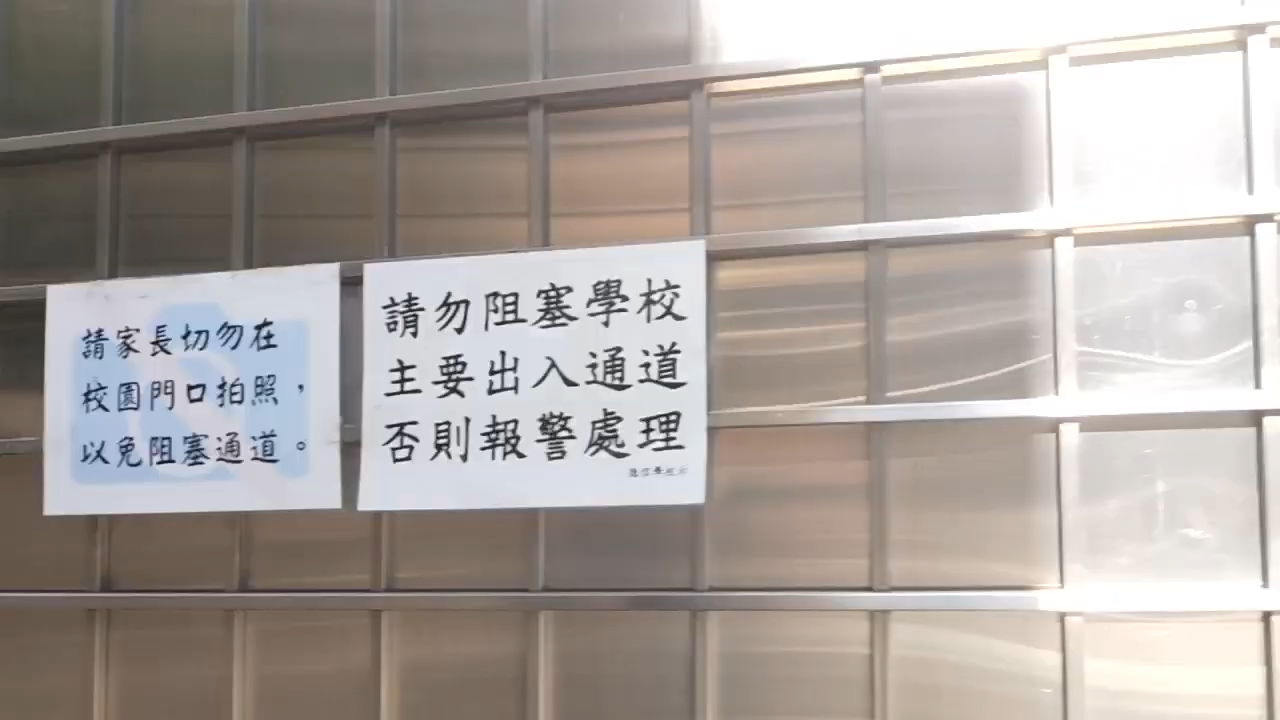 請家長切勿在
校園門口拍照，
以免阻塞通道。
請勿阻塞學校
主要出入通道
否則報警處理